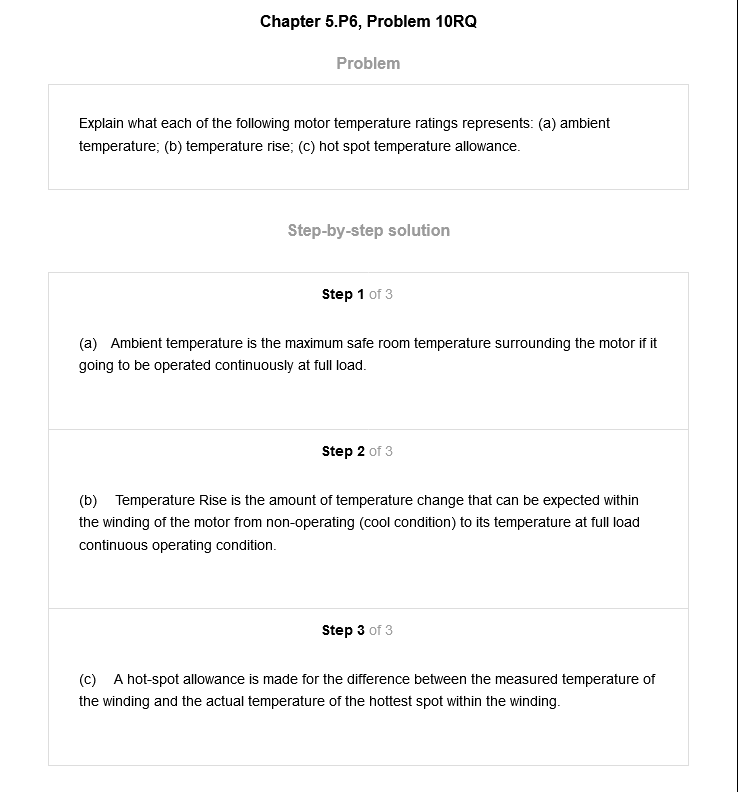 Chapter 5.P6, Problem 10RQ
Problem
Explain what each of the following motor temperature ratings represents: (a) ambient
temperature; (b) temperature rise; (c) hot spot temperature allowance.
Step-by-step solution
Step 1 of 3
(a) Ambient temperature is the maximum safe room temperature surrounding the motor if it
going to be operated continuously at full load.
Step 2 of 3
(b) Temperature Rise is the amount of temperature change that can be expected within
the winding of the motor from non-operating (cool condition) to its temperature at full load
continuous operating condition.
Step 3 of 3
(c) A hot-spot allowance is made for the difference between the measured temperature of
the winding and the actual temperature of the hottest spot within the winding.